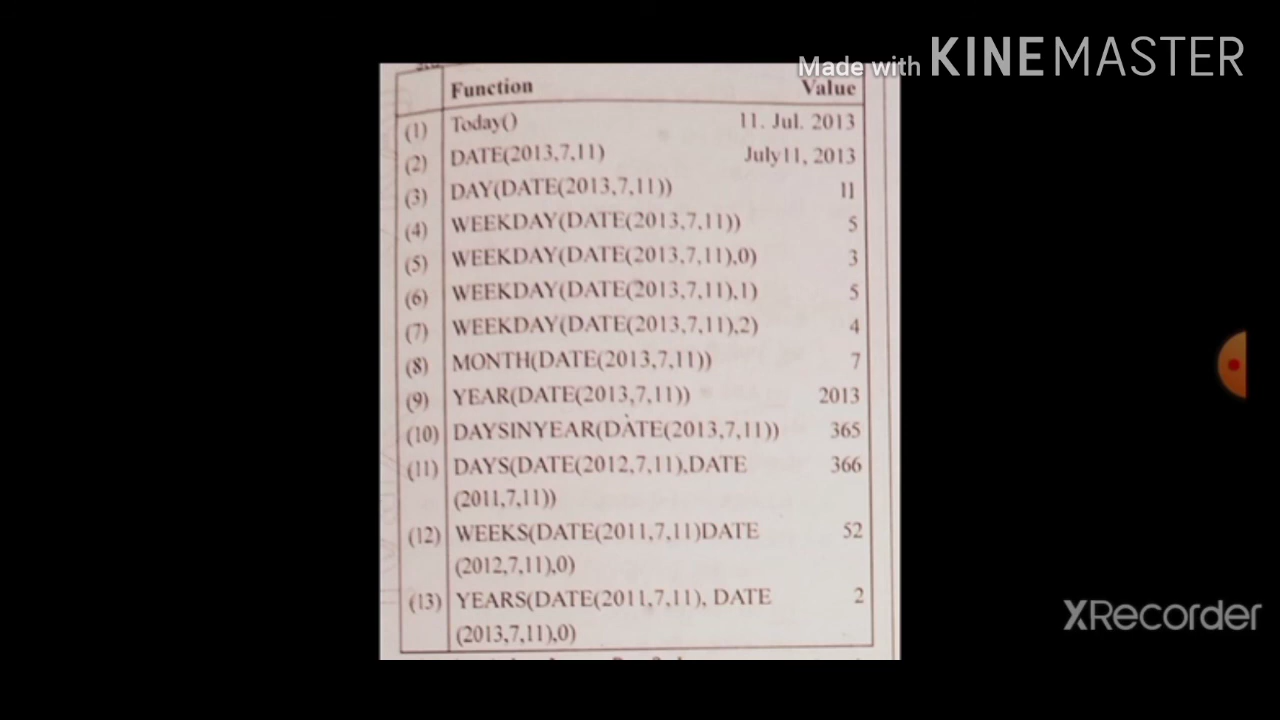 Made with KINEMASTER
Function Value
(1) Today() 11. Jul. 2013
(2) DATE(2013,7,11) July11, 2013
(3) DAY(DATE(2013,7,11)) 11
(4) WEEKDAY(DATE(2013,7,11)) 5
(5) WEEKDAY(DATE(2013,7,11),0) 3
(6) WEEKDAY(DATE(2013,7,11),1) 5
(7) WEEKDAY(DATE(2013,7,11),2) 4
(8) MONTH(DATE(2013,7,11)) 7
(9) YEAR(DATE(2013,7,11)) 2013
(10) DAYSINYEAR(DATE(2013,7,11)) 365
(11) DAYS(DATE(2012,7,11),DATE 366
(2011,7,11))
(12) WEEKS(DATE(2011,7,11)DATE 52
(2012,7,11),0)
(13) YEARS(DATE(2011,7,11), DATE 2
(2013,7,11),0)
XRecorder